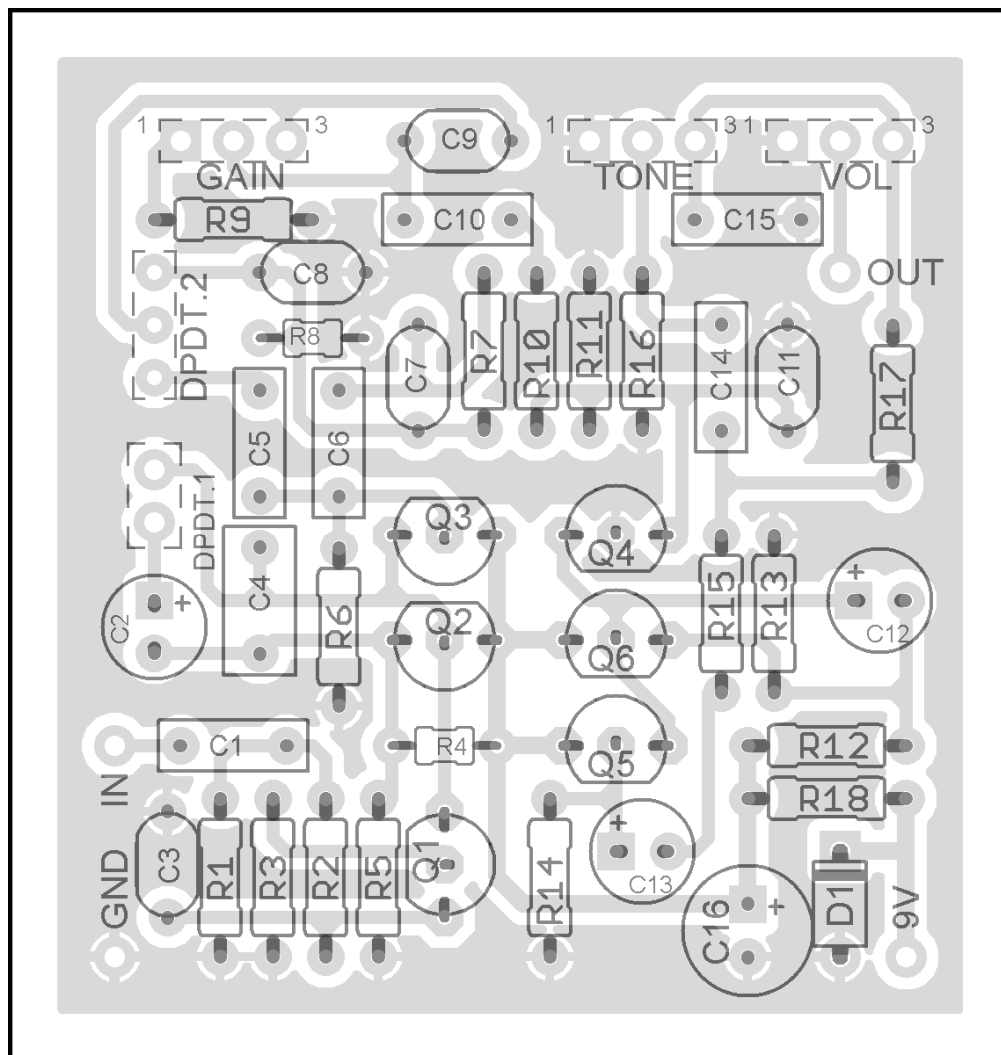 1 3 C9 1 31 3
GAIN TONE VOL
R9 C10 C15
C8 OUT
DPDT.2 R8 C7 R7 R10 R11 R16 C14 C11 R17
C5 C6
DPDT.1 Q3 Q4
C2 + C4 R6 Q2 Q6 R15 R13 + C12
IN C1 R4 Q5 R12
R18
GND C3 R1 R3 R2 R5 Q1 R14 + C13 C16 + D1 9V